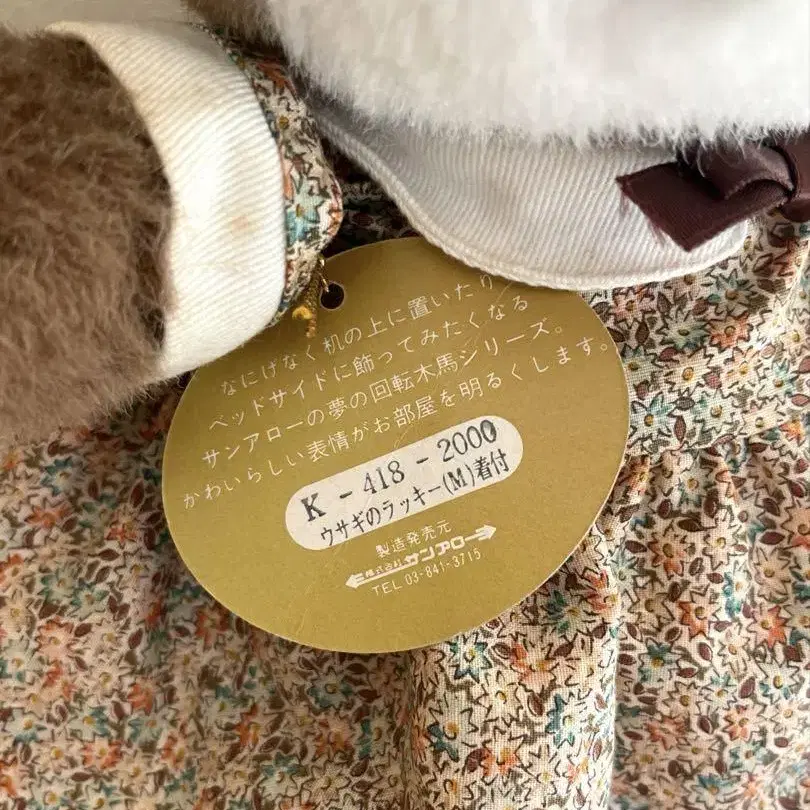 なにげなく机の上に置いたり
ベッドサイドに飾ってみたくなる
サンアローの夢の回転木馬シリーズ。
かわいらしい表情がお部屋を明るくします。
K-418-2000
ウサギのラッキー(M)着付
製造発売元
株式会社サンアロー
TEL 03-841-3715